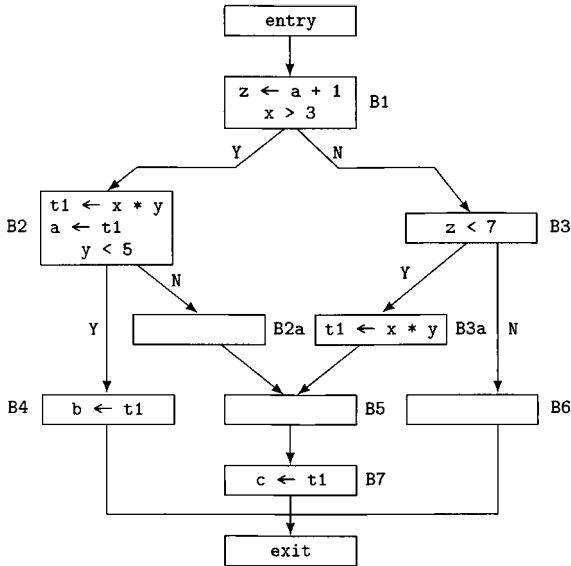 entry
z ← a + 1
x > 3
B1
Y
N
B2
t1 ← x * y
a ← t1
y < 5
z < 7
B3
N
Y
Y
B2a
t1 ← x * y
B3a
N
B4
b ← t1
B5
B6
c ← t1
B7
exit